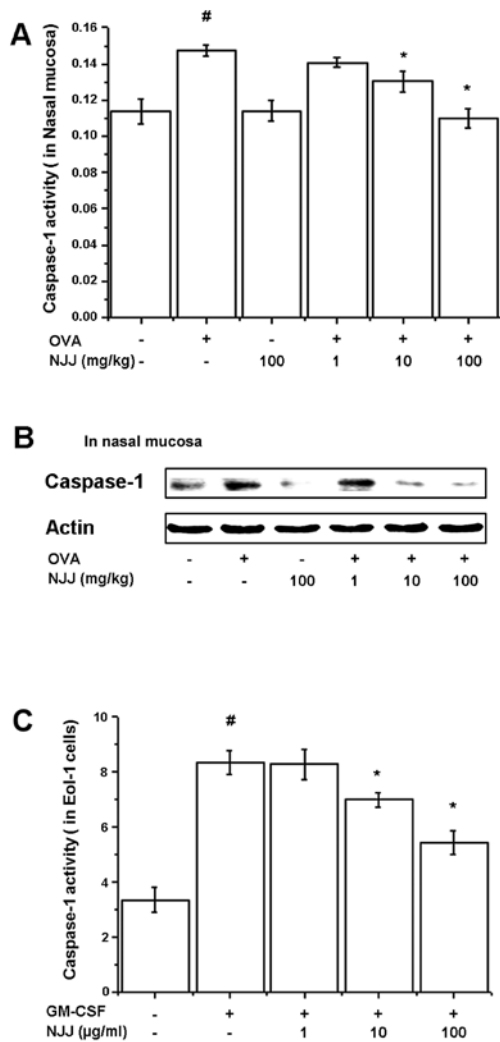 A
Caspase-1 activity ( in Nasal mucosa)
0.16
0.14
0.12
0.10
0.08
0.06
0.04
0.02
0.00
#
*
*
OVA - + - + + +
NJJ (mg/kg) - - 100 1 10 100
B In nasal mucosa
Caspase-1
Actin
OVA - + - + + +
NJJ (mg/kg) - - 100 1 10 100
C
Caspase-1 activity ( in Eol-1 cells)
10
8
6
4
2
0
#
*
*
GM-CSF - + + + +
NJJ (µg/ml) - - 1 10 100